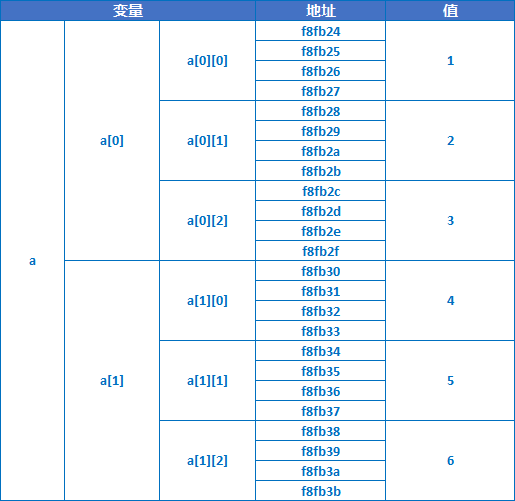 变量 地址 值
f8fb24
f8fb25
a[0][0] 1
f8fb26
f8fb27
f8fb28
f8fb29
a[0] a[0][1] 2
f8fb2a
f8fb2b
f8fb2c
f8fb2d
a[0][2] 3
f8fb2e
f8fb2f
a
f8fb30
f8fb31
a[1][0] 4
f8fb32
f8fb33
f8fb34
f8fb35
a[1] a[1][1] 5
f8fb36
f8fb37
f8fb38
f8fb39
a[1][2] 6
f8fb3a
f8fb3b